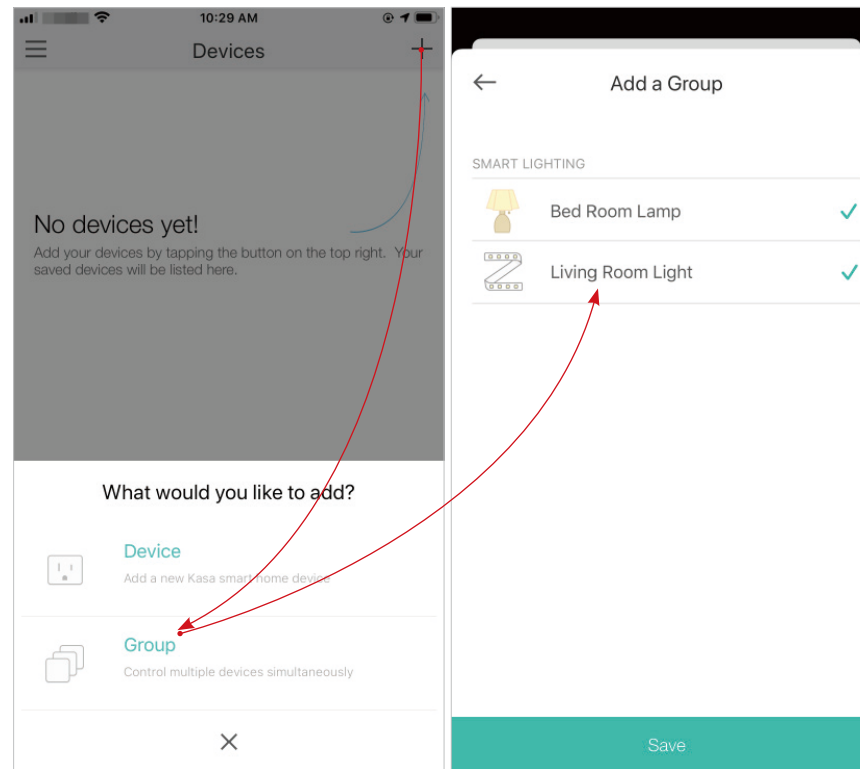 10:29 AM
Devices
No devices yet!
Add your devices by tapping the button on the top right. Your
saved devices will be listed here.
What would you like to add?
Device
Add a new Kasa smart home device
Group
Control multiple devices simultaneously
Add a Group
SMART LIGHTING
Bed Room Lamp
Living Room Light
Save